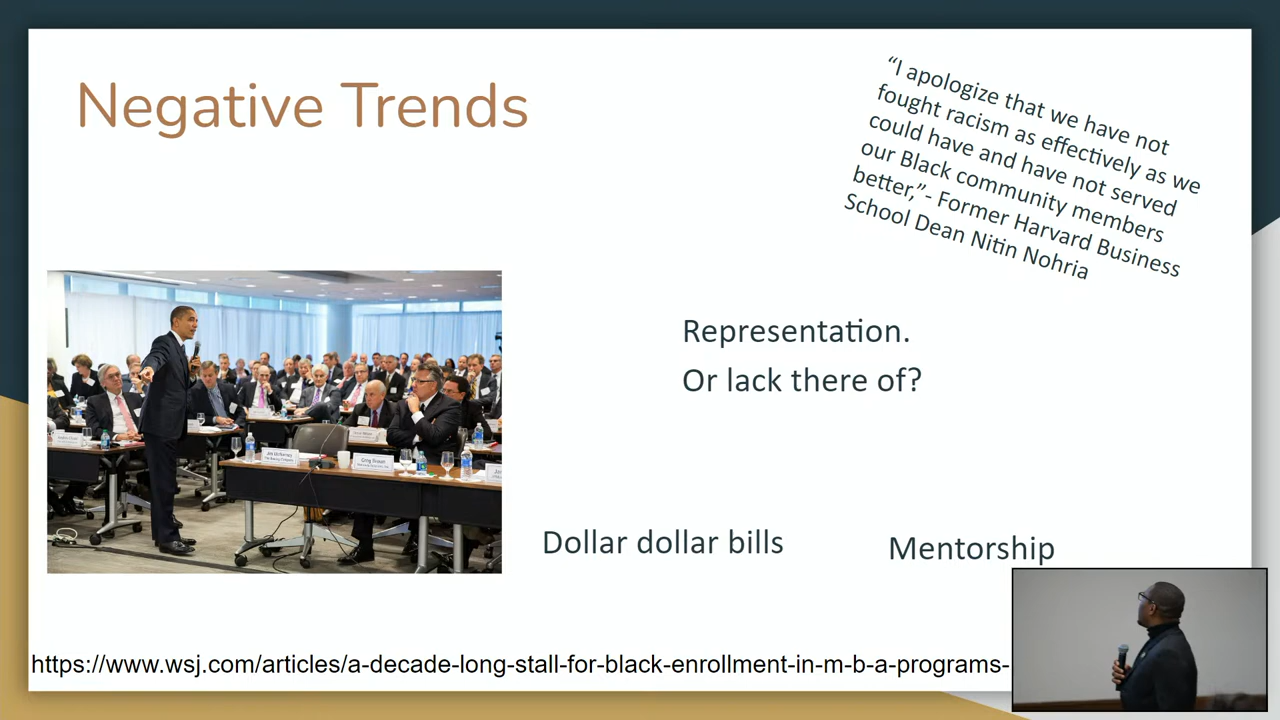 Negative Trends
“I apologize that we have not
fought racism as effectively as we
could have and have not served
our Black community members
better,”- Former Harvard Business
School Dean Nitin Nohria
Representation.
Or lack there of?
Dollar dollar bills
Mentorship
https://www.wsj.com/articles/a-decade-long-stall-for-black-enrollment-in-m-b-a-programs-